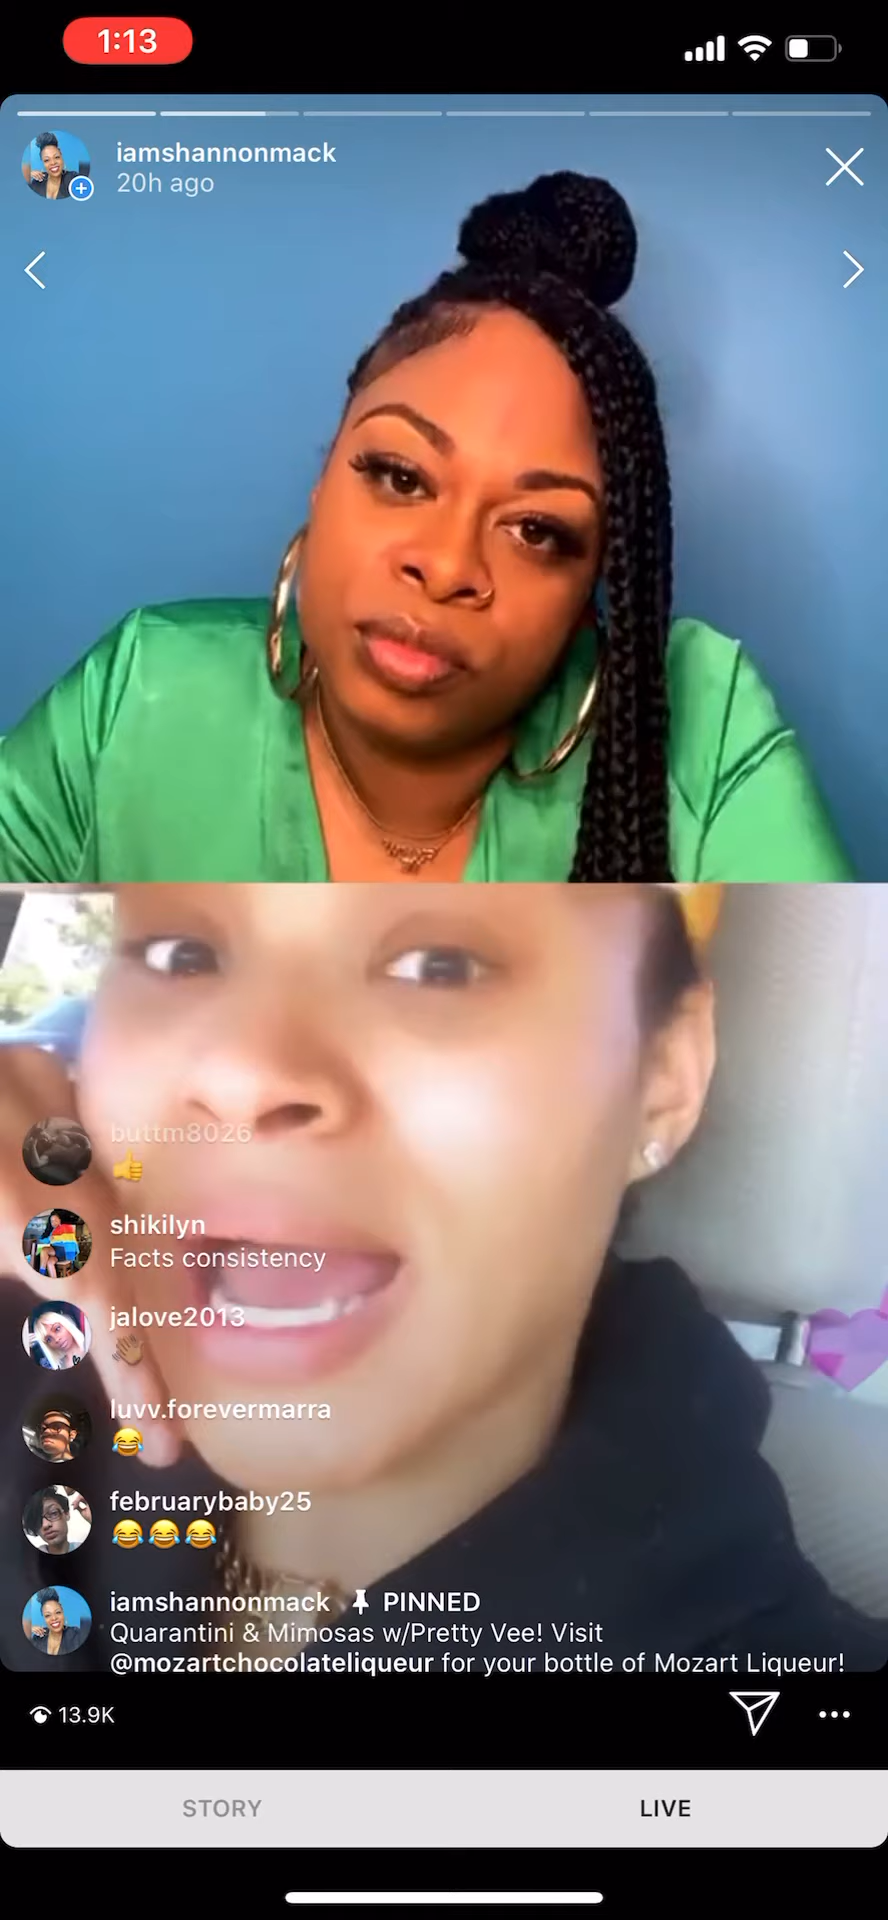 1:13
iamshannonmack
20h ago
buttm8026
👍
shikilyn
Facts consistency
jalove2013
👋🏽
luvv.forevermarra
😂
februarybaby25
😂😂😂
iamshannonmack 📌 PINNED
Quarantini & Mimosas w/Pretty Vee! Visit
@mozartchocolateliqueur for your bottle of Mozart Liqueur!
13.9K
STORY
LIVE